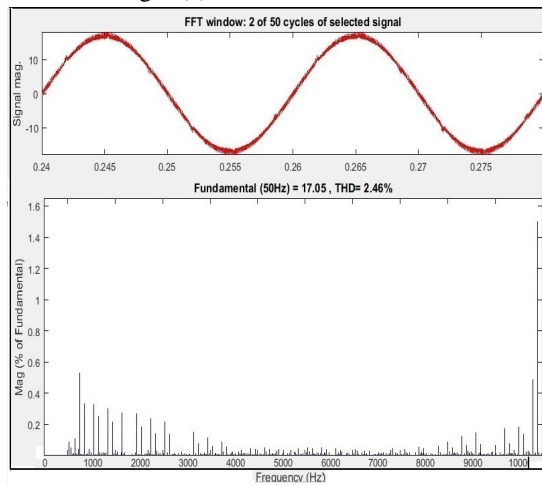 FFT window: 2 of 50 cycles of selected signal
Signal mag.
10
0
-10
0.24 0.245 0.25 0.255 0.26 0.265 0.27 0.275
Fundamental (50Hz) = 17.05 , THD= 2.46%
Mag (% of Fundamental)
1.6
1.4
1.2
1
0.8
0.6
0.4
0.2
0 1000 2000 3000 4000 5000 6000 7000 8000 9000 1000
Frequency (Hz)